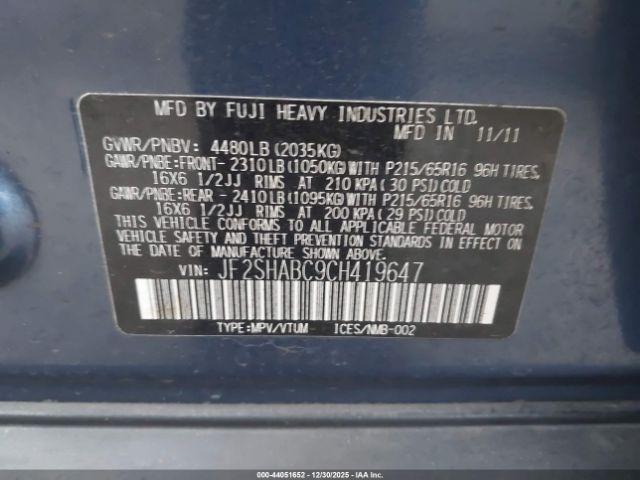 MFD BY FUJI HEAVY INDUSTRIES LTD.
MFD IN 11/11
GVWR/PNBV: 4480LB (2035KG)
GAWR/PNBE:FRONT- 2310LB (1050KG)WITH P215/65R16 96H TIRES,
16X6 1/2JJ RIMS AT 210 KPA ( 30 PSI)COLD
GAWR/PNBE:REAR - 2410LB (1095KG)WITH P215/65R16 96H TIRES,
16X6 1/2JJ RIMS AT 200 KPA ( 29 PSI)COLD
THIS VEHICLE CONFORMS TO ALL APPLICABLE FEDERAL MOTOR
VEHICLE SAFETY AND THEFT PREVENTION STANDARDS IN EFFECT ON
THE DATE OF MANUFACTURE SHOWN ABOVE.
VIN: JF2SHABC9CH419647
TYPE:MPV/VTUM ICES/NMB-002
000-44051652 - 12/30/2025 - IAAI.COM